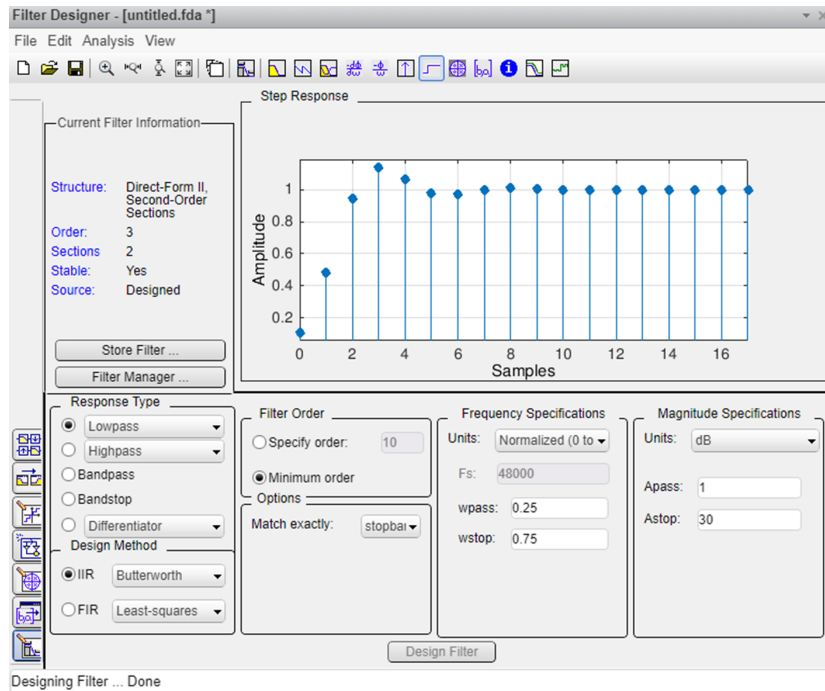 Filter Designer - [untitled.fda *]
File Edit Analysis View
Step Response
Current Filter Information
Structure: Direct-Form II,
Second-Order
Sections
Order: 3
Sections 2
Stable: Yes
Source: Designed
Store Filter ...
Filter Manager ...
Amplitude
1
0.8
0.6
0.4
0.2
0 2 4 6 8 10 12 14 16
Samples
Response Type
Lowpass
Highpass
Bandpass
Bandstop
Differentiator
Design Method
IIR Butterworth
FIR Least-squares
Filter Order
Specify order: 10
Minimum order
Options
Match exactly: stopbai
Frequency Specifications
Units: Normalized (0 to
Fs: 48000
wpass: 0.25
wstop: 0.75
Magnitude Specifications
Units: dB
Apass: 1
Astop: 30
Design Filter
Designing Filter ... Done